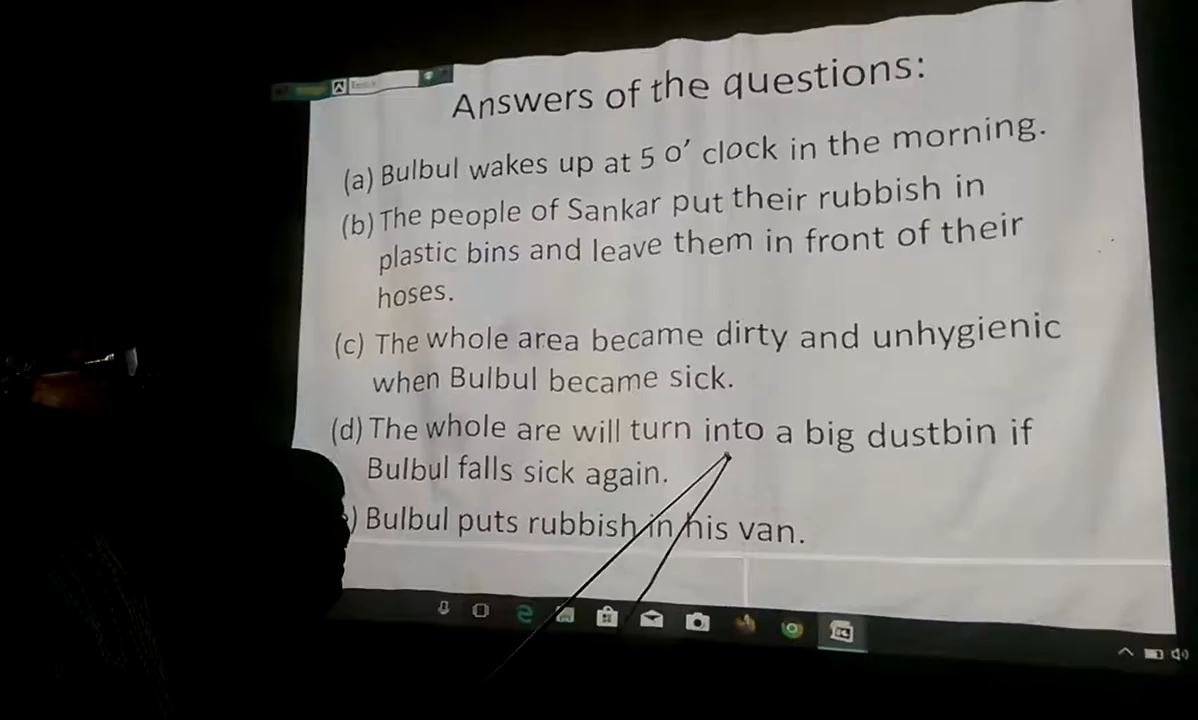 Answers of the questions:
(a) Bulbul wakes up at 5 o' clock in the morning.
(b) The people of Sankar put their rubbish in
plastic bins and leave them in front of their
hoses.
(c) The whole area became dirty and unhygienic
when Bulbul became sick.
(d) The whole are will turn into a big dustbin if
Bulbul falls sick again.
) Bulbul puts rubbish in his van.